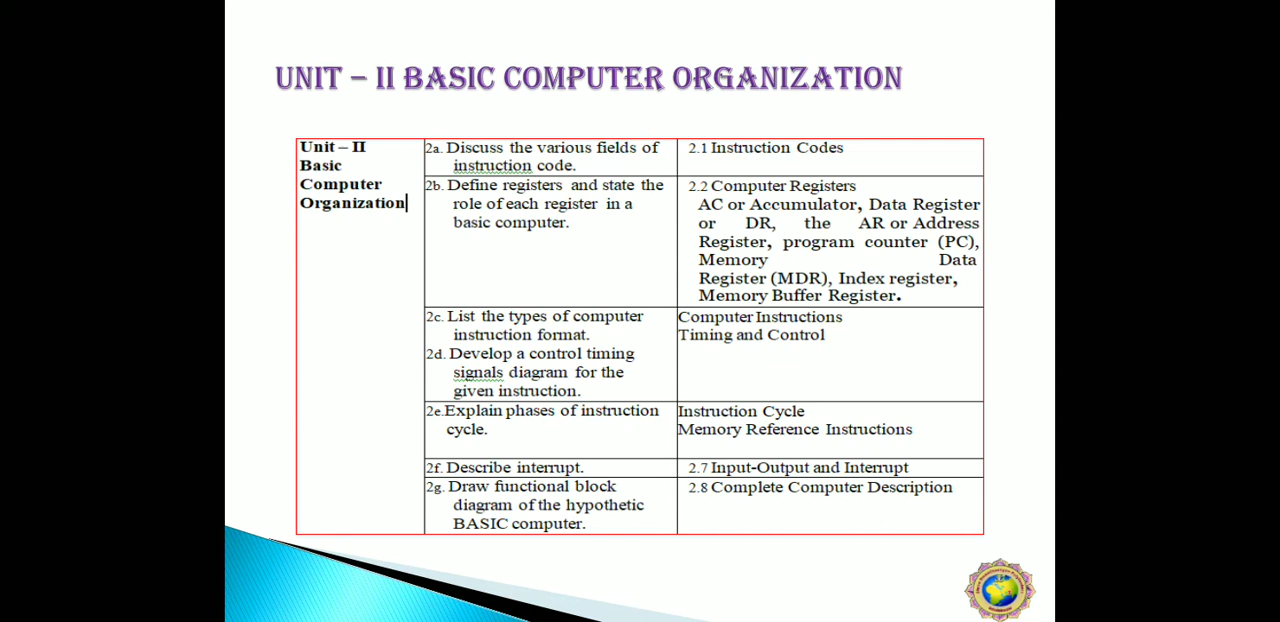 UNIT – II BASIC COMPUTER ORGANIZATION
Unit – II
Basic
Computer
Organization
2a. Discuss the various fields of
instruction code.
2.1 Instruction Codes
2b. Define registers and state the
role of each register in a
basic computer.
2.2 Computer Registers
AC or Accumulator, Data Register
or DR, the AR or Address
Register, program counter (PC),
Memory Data
Register (MDR), Index register,
Memory Buffer Register.
2c. List the types of computer
instruction format.
2d. Develop a control timing
signals diagram for the
given instruction.
Computer Instructions
Timing and Control
2e.Explain phases of instruction
cycle.
Instruction Cycle
Memory Reference Instructions
2f. Describe interrupt.
2.7 Input-Output and Interrupt
2g. Draw functional block
diagram of the hypothetic
BASIC computer.
2.8 Complete Computer Description